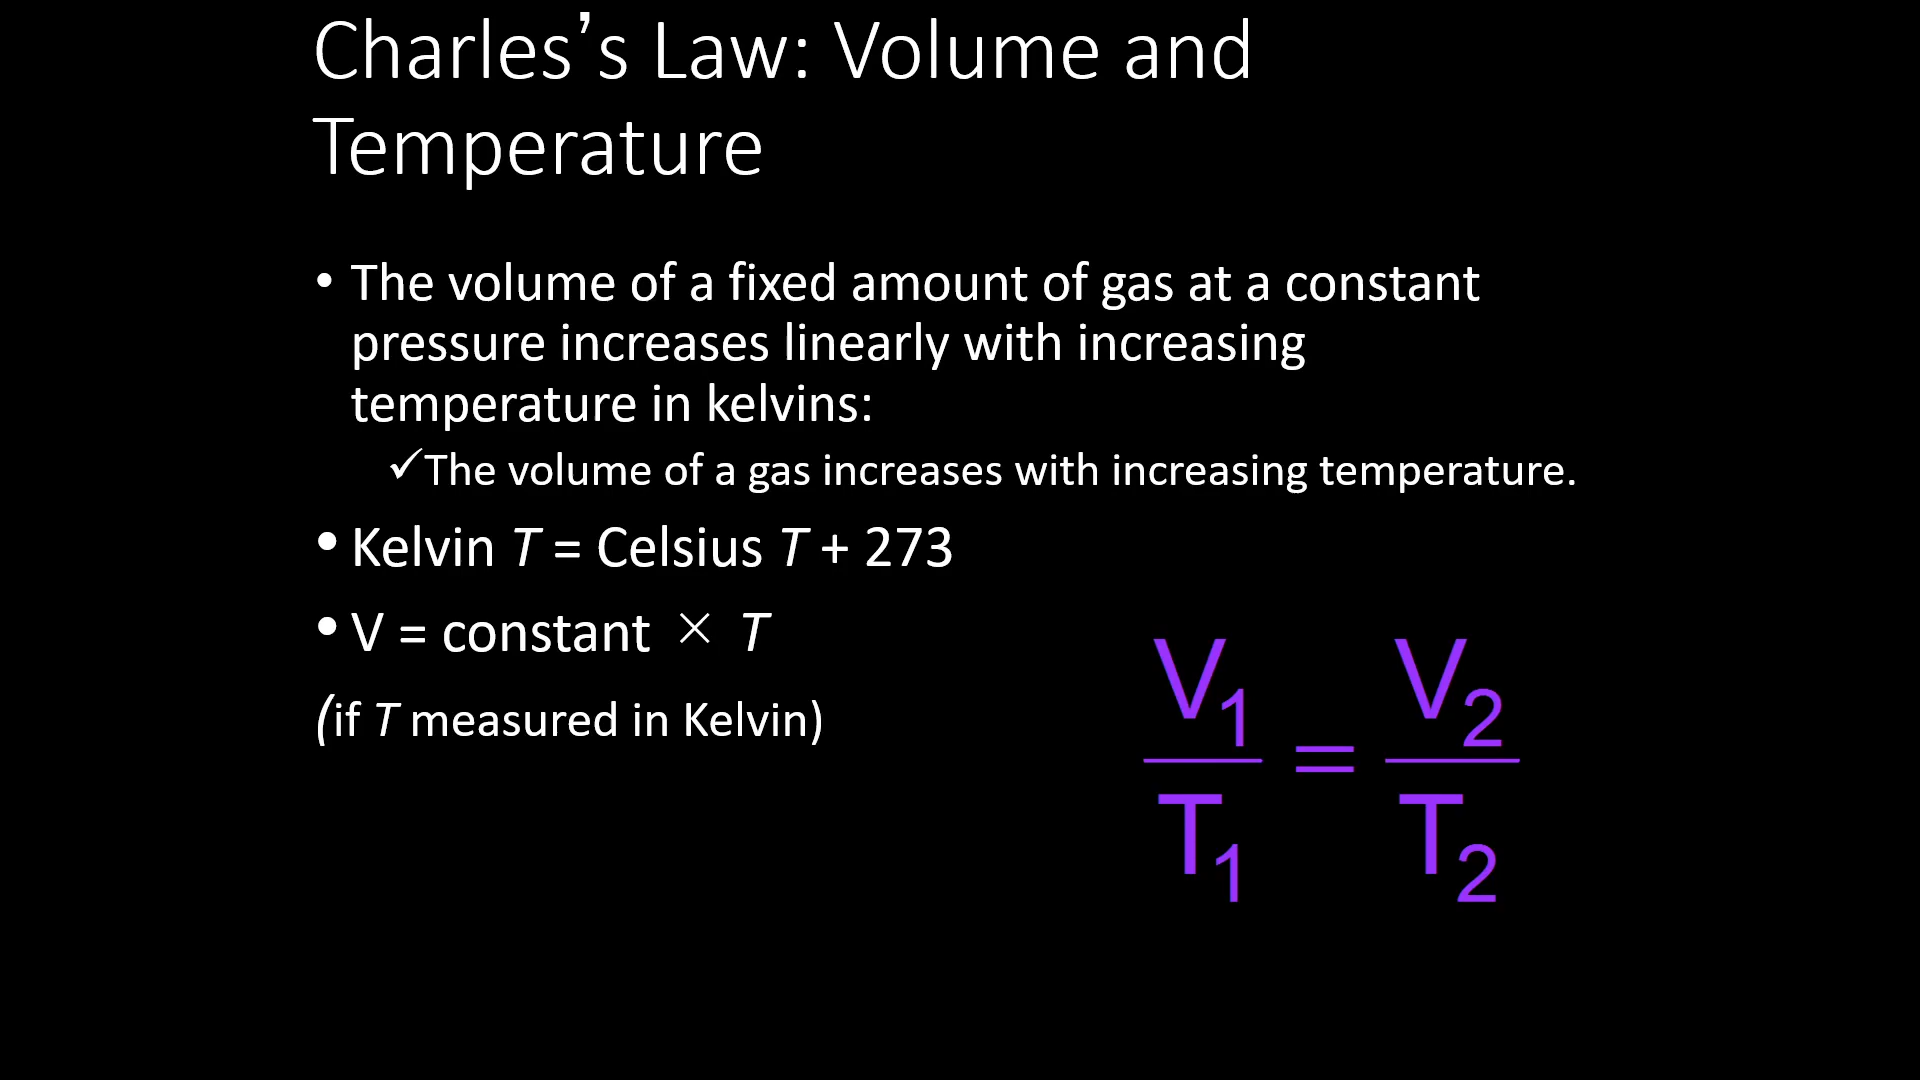 Charles’s Law: Volume and
Temperature
• The volume of a fixed amount of gas at a constant
pressure increases linearly with increasing
temperature in kelvins:
✓The volume of a gas increases with increasing temperature.
• Kelvin T = Celsius T + 273
• V = constant × T
(if T measured in Kelvin)
V₁/T₁ = V₂/T₂